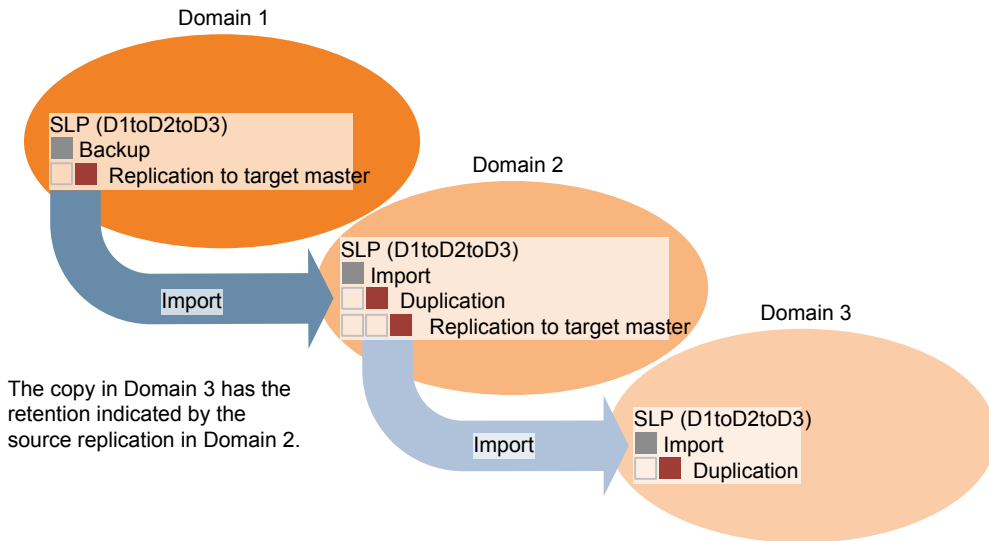 Domain 1
SLP (D1toD2toD3)
Backup
Replication to target master
Import
Domain 2
SLP (D1toD2toD3)
Import
Duplication
Replication to target master
Import
Domain 3
SLP (D1toD2toD3)
Import
Duplication
The copy in Domain 3 has the
retention indicated by the
source replication in Domain 2.